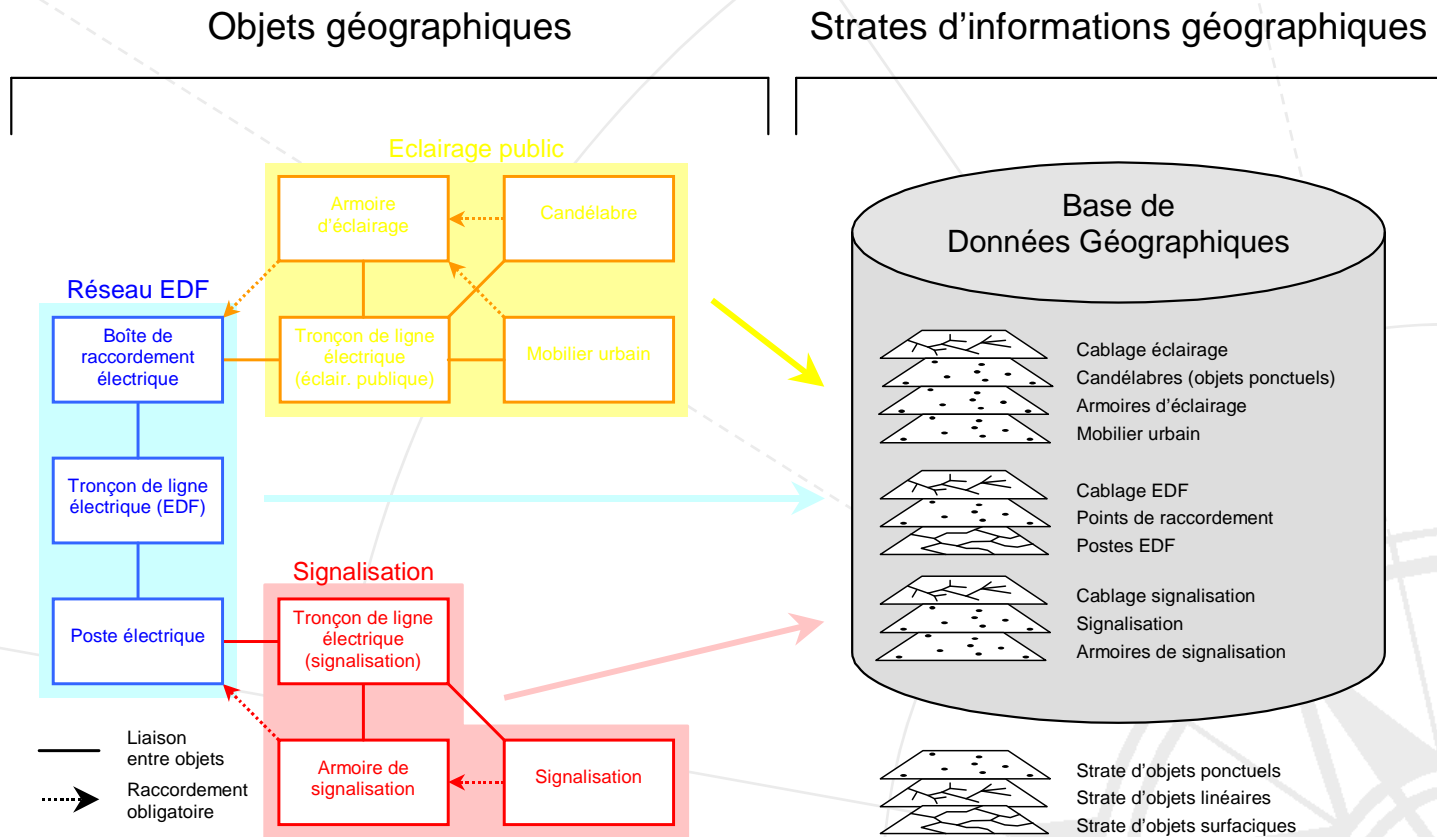 Objets géographiques
Strates d'informations géographiques
Eclairage public
Armoire
d'éclairage
Candélabre
Réseau EDF
Boîte de
raccordement
électrique
Tronçon de ligne
électrique
(éclair. publique)
Mobilier urbain
Tronçon de ligne
électrique (EDF)
Poste électrique
Signalisation
Tronçon de ligne
électrique
(signalisation)
Armoire de
signalisation
Signalisation
Liaison
entre objets
Raccordement
obligatoire
Base de
Données Géographiques
Cablage éclairage
Candélabres (objets ponctuels)
Armoires d'éclairage
Mobilier urbain
Cablage EDF
Points de raccordement
Postes EDF
Cablage signalisation
Signalisation
Armoires de signalisation
Strate d'objets ponctuels
Strate d'objets linéaires
Strate d'objets surfaciques